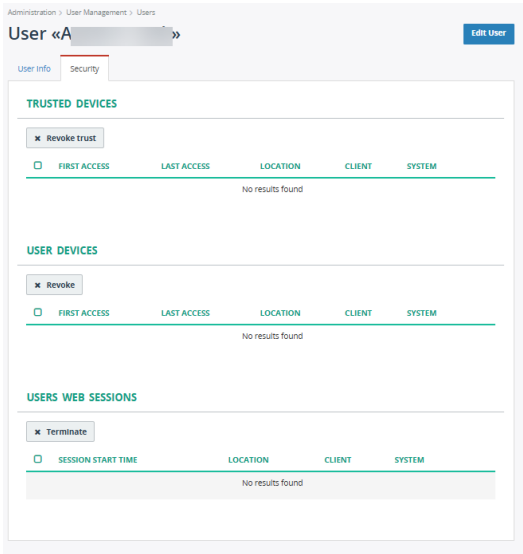 Administration > User Management > Users
User «A »
Edit User
User Info
Security
TRUSTED DEVICES
✖ Revoke trust
FIRST ACCESS LAST ACCESS LOCATION CLIENT SYSTEM
No results found
USER DEVICES
✖ Revoke
FIRST ACCESS LAST ACCESS LOCATION CLIENT SYSTEM
No results found
USERS WEB SESSIONS
✖ Terminate
SESSION START TIME LOCATION CLIENT SYSTEM
No results found